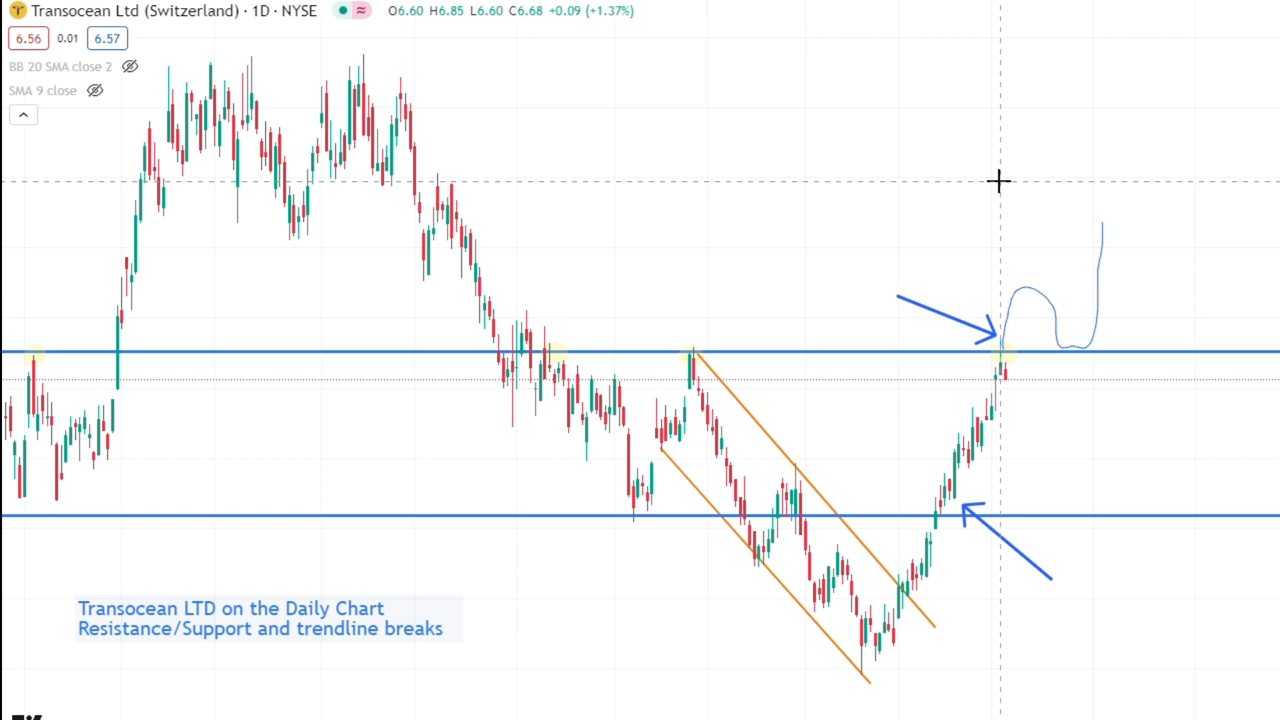 Transocean Ltd (Switzerland) · 1D · NYSE O6.60 H6.85 L6.60 C6.68 +0.09 (+1.37%)
6.56 0.01 6.57
BB 20 SMA close 2
SMA 9 close
Transocean LTD on the Daily Chart
Resistance/Support and trendline breaks